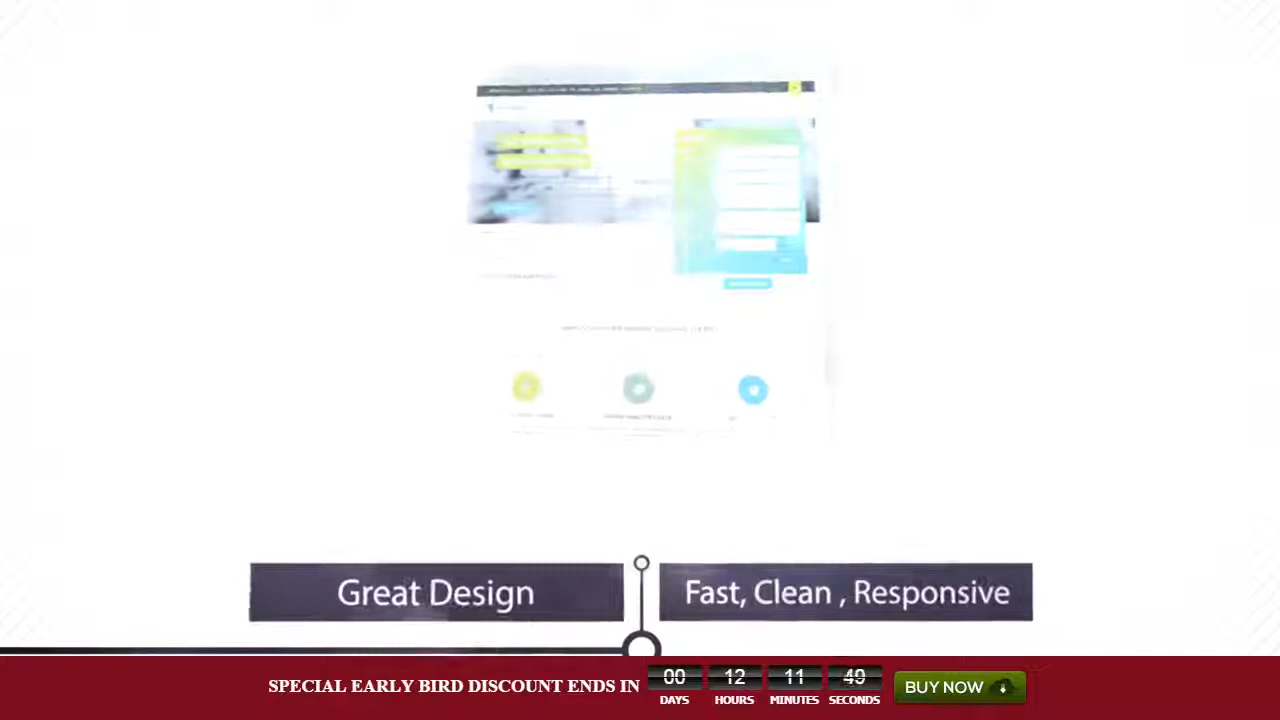 Great Design
Fast, Clean , Responsive
SPECIAL EARLY BIRD DISCOUNT ENDS IN
00 12 11 49
DAYS HOURS MINUTES SECONDS
BUY NOW